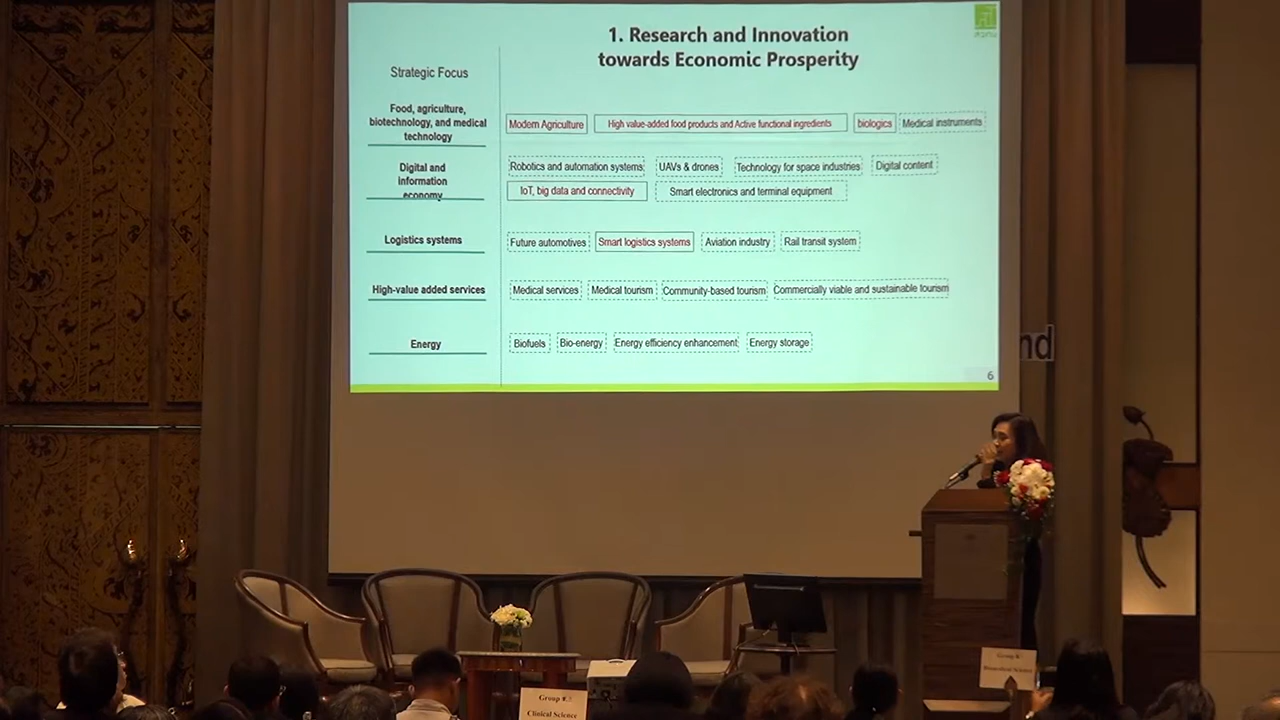 1. Research and Innovation
towards Economic Prosperity
Strategic Focus
Food, agriculture,
biotechnology, and medical
technology
Modern Agriculture
High value-added food products and Active functional ingredients
biologics
Medical instruments
Digital and
information
economy
Robotics and automation systems
UAVs & drones
Technology for space industries
Digital content
IoT, big data and connectivity
Smart electronics and terminal equipment
Logistics systems
Future automotives
Smart logistics systems
Aviation industry
Rail transit system
High-value added services
Medical services
Medical tourism
Community-based tourism
Commercially viable and sustainable tourism
Energy
Biofuels
Bio-energy
Energy efficiency enhancement
Energy storage
6
nd
Biomedical Science
Clinical Science